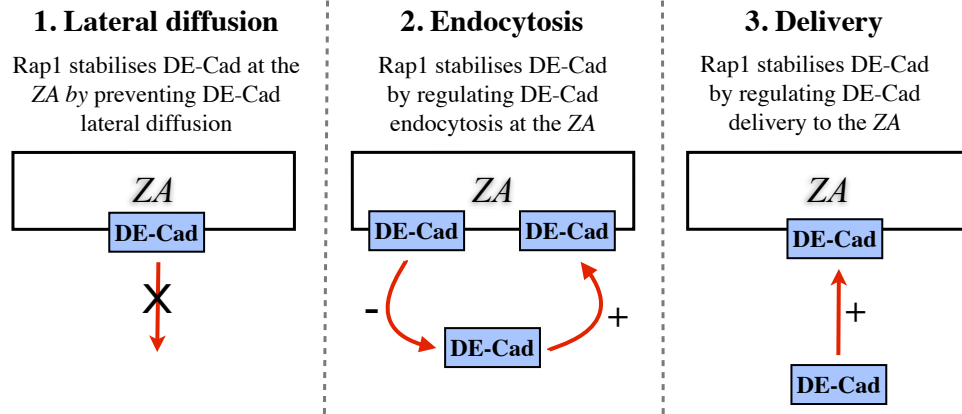 1. Lateral diffusion
Rap1 stabilises DE-Cad at the
ZA by preventing DE-Cad
lateral diffusion
ZA
DE-Cad
X
2. Endocytosis
Rap1 stabilises DE-Cad
by regulating DE-Cad
endocytosis at the ZA
ZA
DE-Cad
DE-Cad
-
+
DE-Cad
3. Delivery
Rap1 stabilises DE-Cad
by regulating DE-Cad
delivery to the ZA
ZA
DE-Cad
+
DE-Cad